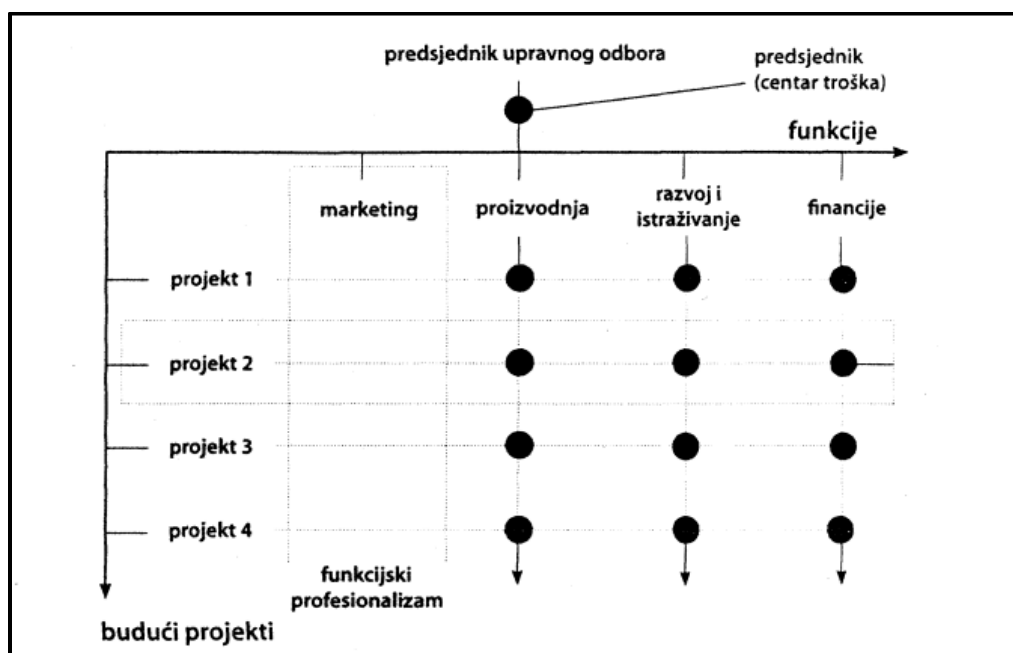 predsjednik upravnog odbora
predsjednik
(centar troška)
funkcije
marketing
proizvodnja
razvoj i
istraživanje
financije
projekt 1
projekt 2
projekt 3
projekt 4
funkcijski
profesionalizam
budući projekti